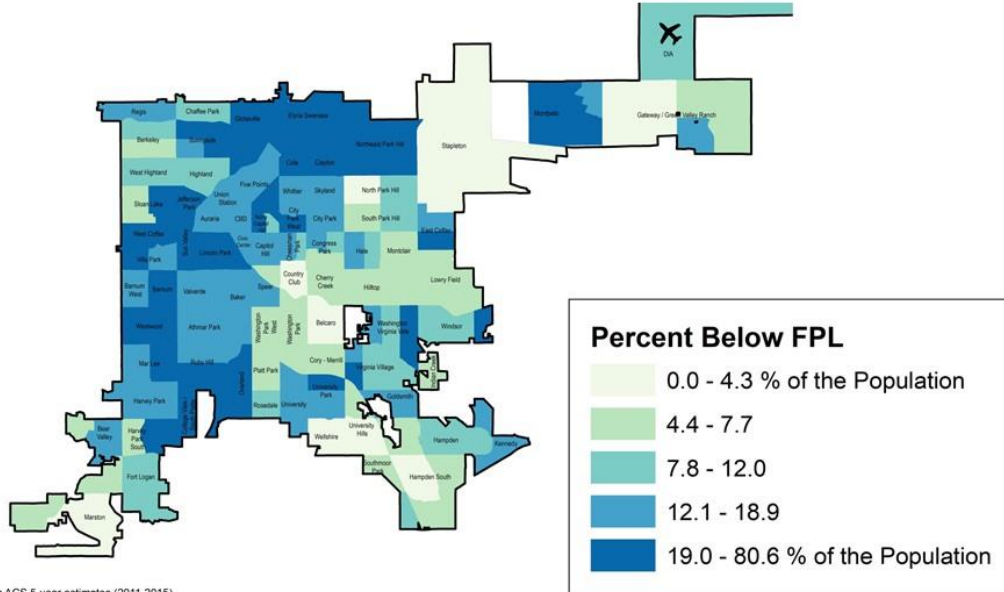 DIA
Regis
Chaffee Park
Globeville
Elyria Swansea
Montbello
Gateway / Green Valley Ranch
Berkeley
Sunnyside
Northeast Park Hill
Stapleton
West Highland
Highland
Cole
Clayton
Five Points
Sloan Lake
Jefferson Park
Union Station
Whittier
Skyland
North Park Hill
Auraria
CBD
North Capitol Hill
City Park West
City Park
South Park Hill
West Colfax
Sun Valley
Lincoln Park
Civic Center
Capitol Hill
Cheesman Park
Congress Park
Hale
Montclair
East Colfax
Villa Park
Barnum West
Barnum
Valverde
Baker
Speer
Country Club
Cherry Creek
Hilltop
Lowry Field
Westwood
Athmar Park
Washington Park West
Washington Park
Belcaro
Washington Virginia Vale
Windsor
Mar Lee
Ruby Hill
Overland
Platt Park
Cory - Merrill
Virginia Village
Indian Creek
Harvey Park
College View / South Platte
Rosedale
University
University Park
Goldsmith
Bear Valley
Harvey Park South
Wellshire
University Hills
Hampden
Kennedy
Fort Logan
Southmoor Park
Hampden South
Marston
Percent Below FPL
0.0 - 4.3 % of the Population
4.4 - 7.7
7.8 - 12.0
12.1 - 18.9
19.0 - 80.6 % of the Population
ACS 5-year estimates (2011-2015)